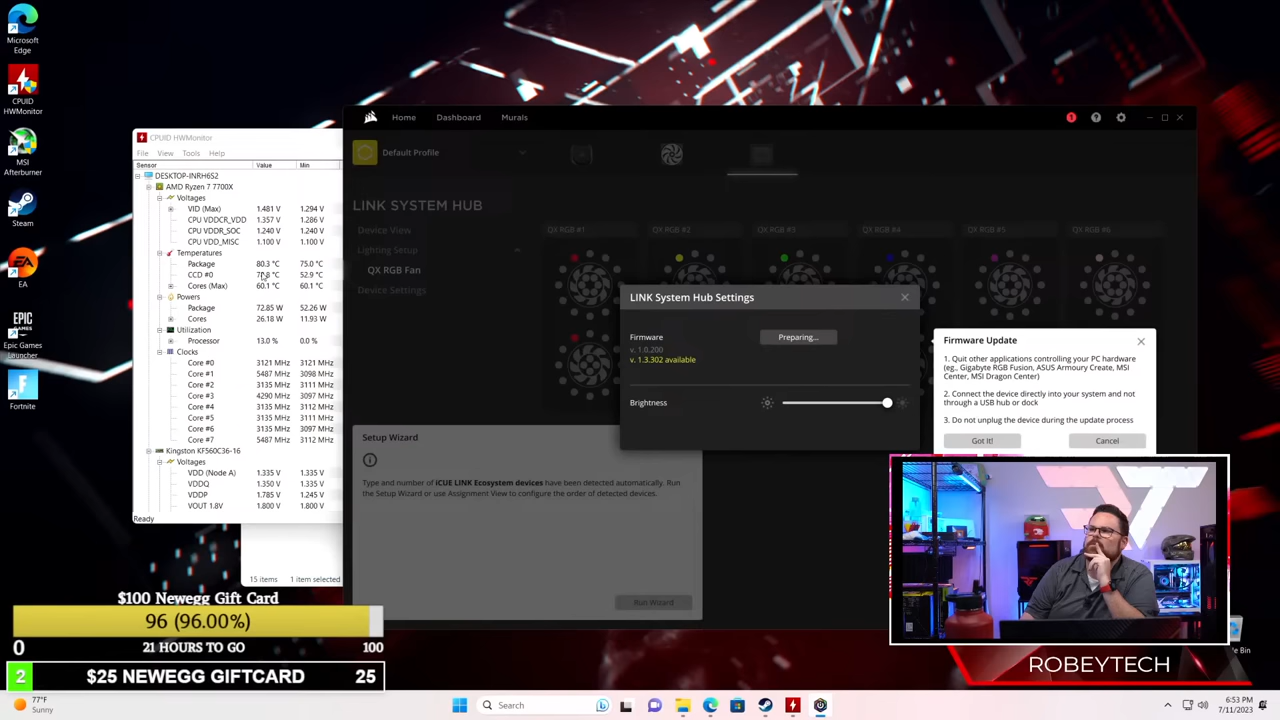 Microsoft
Edge
CPUID
HWMonitor
MSI
Afterburner
Steam
EA
Epic Games
Launcher
Fortnite
CPUID HWMonitor
File View Tools Help
Sensor Value Min
DESKTOP-INRH6S2
AMD Ryzen 7 7700X
Voltages
VID (Max) 1.481 V 1.294 V
CPU VDDCR_VDD 1.357 V 1.286 V
CPU VDDR_SOC 1.240 V 1.240 V
CPU VDD_MISC 1.100 V 1.100 V
Temperatures
Package 80.3 °C 75.0 °C
CCD #0 52.9 °C
Cores (Max) 60.1 °C 60.1 °C
Powers
Package 72.85 W 52.26 W
Cores 26.18 W 11.93 W
Utilization
Processor 13.0 % 0.0 %
Clocks
Core #0 3121 MHz 3121 MHz
Core #1 5487 MHz 3098 MHz
Core #2 3135 MHz 3111 MHz
Core #3 4290 MHz 3097 MHz
Core #4 3135 MHz 3112 MHz
Core #5 3135 MHz 3112 MHz
Core #6 3135 MHz 3097 MHz
Core #7 5487 MHz 3112 MHz
Kingston KF560C36-16
Voltages
VDD (Node A) 1.335 V 1.335 V
VDDQ 1.350 V 1.335 V
VDDP 1.785 V 1.245 V
VOUT 1.8V 1.800 V 1.800 V
Ready
15 items 1 item selected
Home Dashboard Murals
1
Default Profile
LINK SYSTEM HUB
Device View
Lighting Setup
QX RGB Fan
Device Settings
QX RGB #1 QX RGB #2 QX RGB #3 QX RGB #4 QX RGB #5 QX RGB #6
LINK System Hub Settings
Firmware Preparing...
v. 1.0.200
v. 1.3.302 available
Brightness
Firmware Update
1. Quit other applications controlling your PC hardware
(eg., Gigabyte RGB Fusion, ASUS Armoury Create, MSI
Center, MSI Dragon Center)
2. Connect the device directly into your system and not
through a USB hub or dock
3. Do not unplug the device during the update process
Got It! Cancel
Setup Wizard
Type and number of iCUE LINK Ecosystem devices have been detected automatically. Run
the Setup Wizard or use Assignment View to configure the order of detected devices.
Run Wizard
$100 Newegg Gift Card
96 (96.00%)
0 21 HOURS TO GO 100
2 $25 NEWEGG GIFTCARD 25
ROBEYTECH
Bin
77°F
Sunny
Search
6:53 PM
7/11/2023